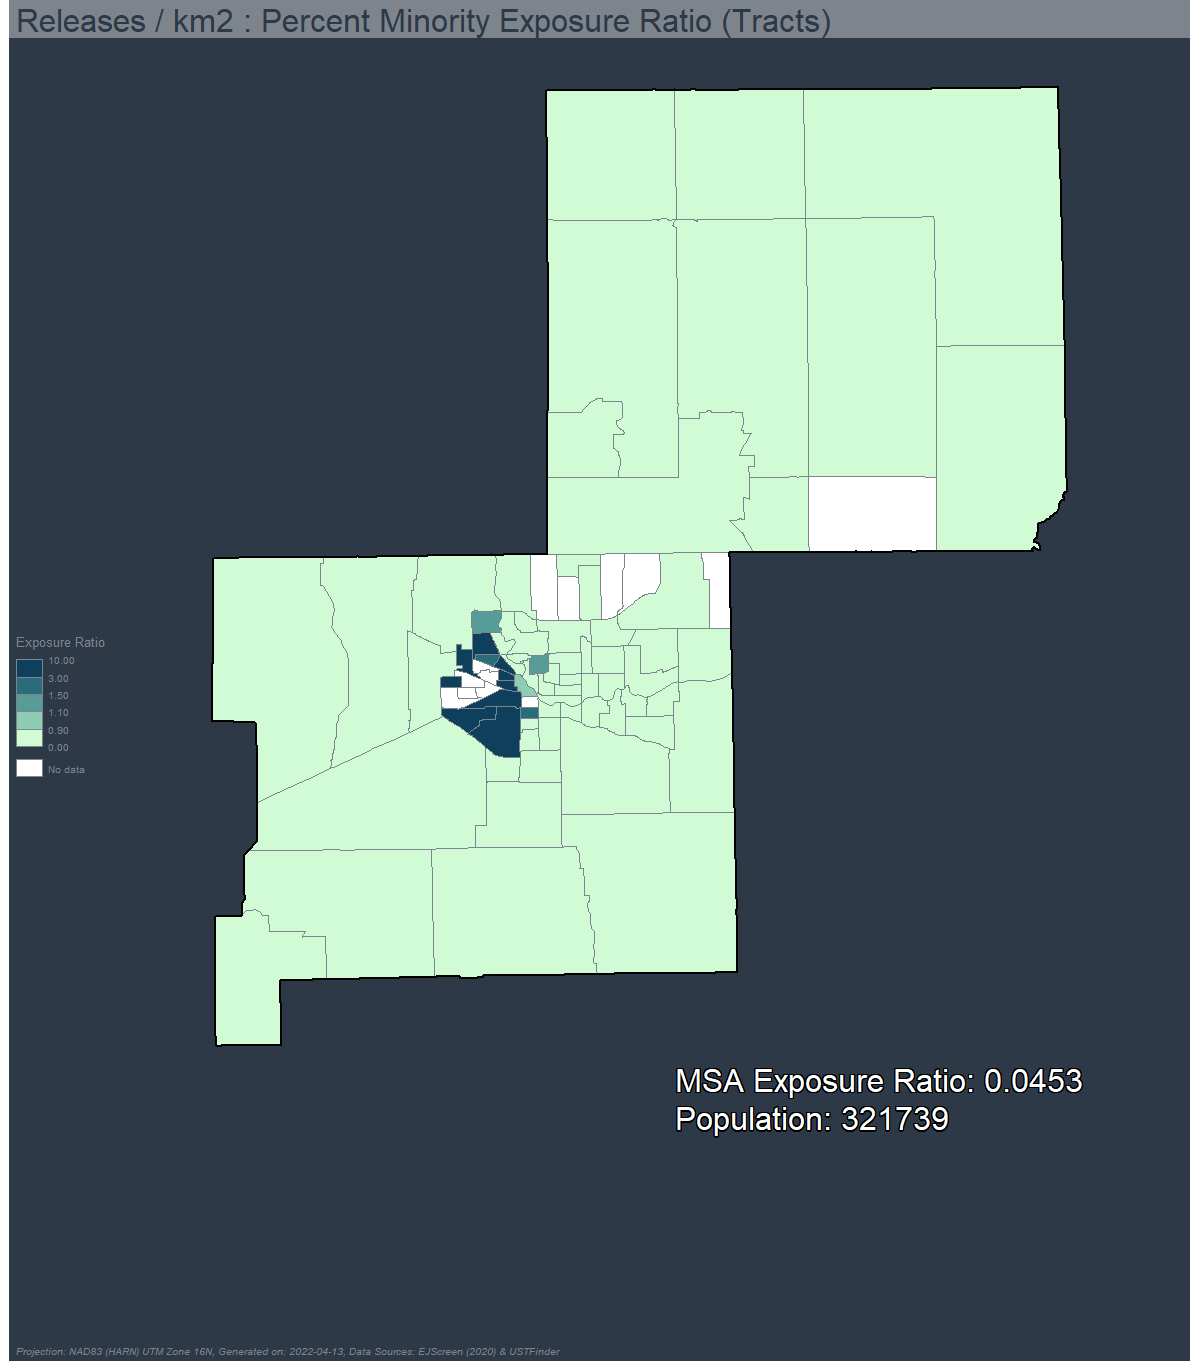 Releases / km2 : Percent Minority Exposure Ratio (Tracts)
Exposure Ratio
10.00
3.00
1.50
1.10
0.90
0.00
No data
MSA Exposure Ratio: 0.0453
Population: 321739
Projection: NAD83 (HARN) UTM Zone 16N, Generated on: 2022-04-13, Data Sources: EJScreen (2020) & USTFinder